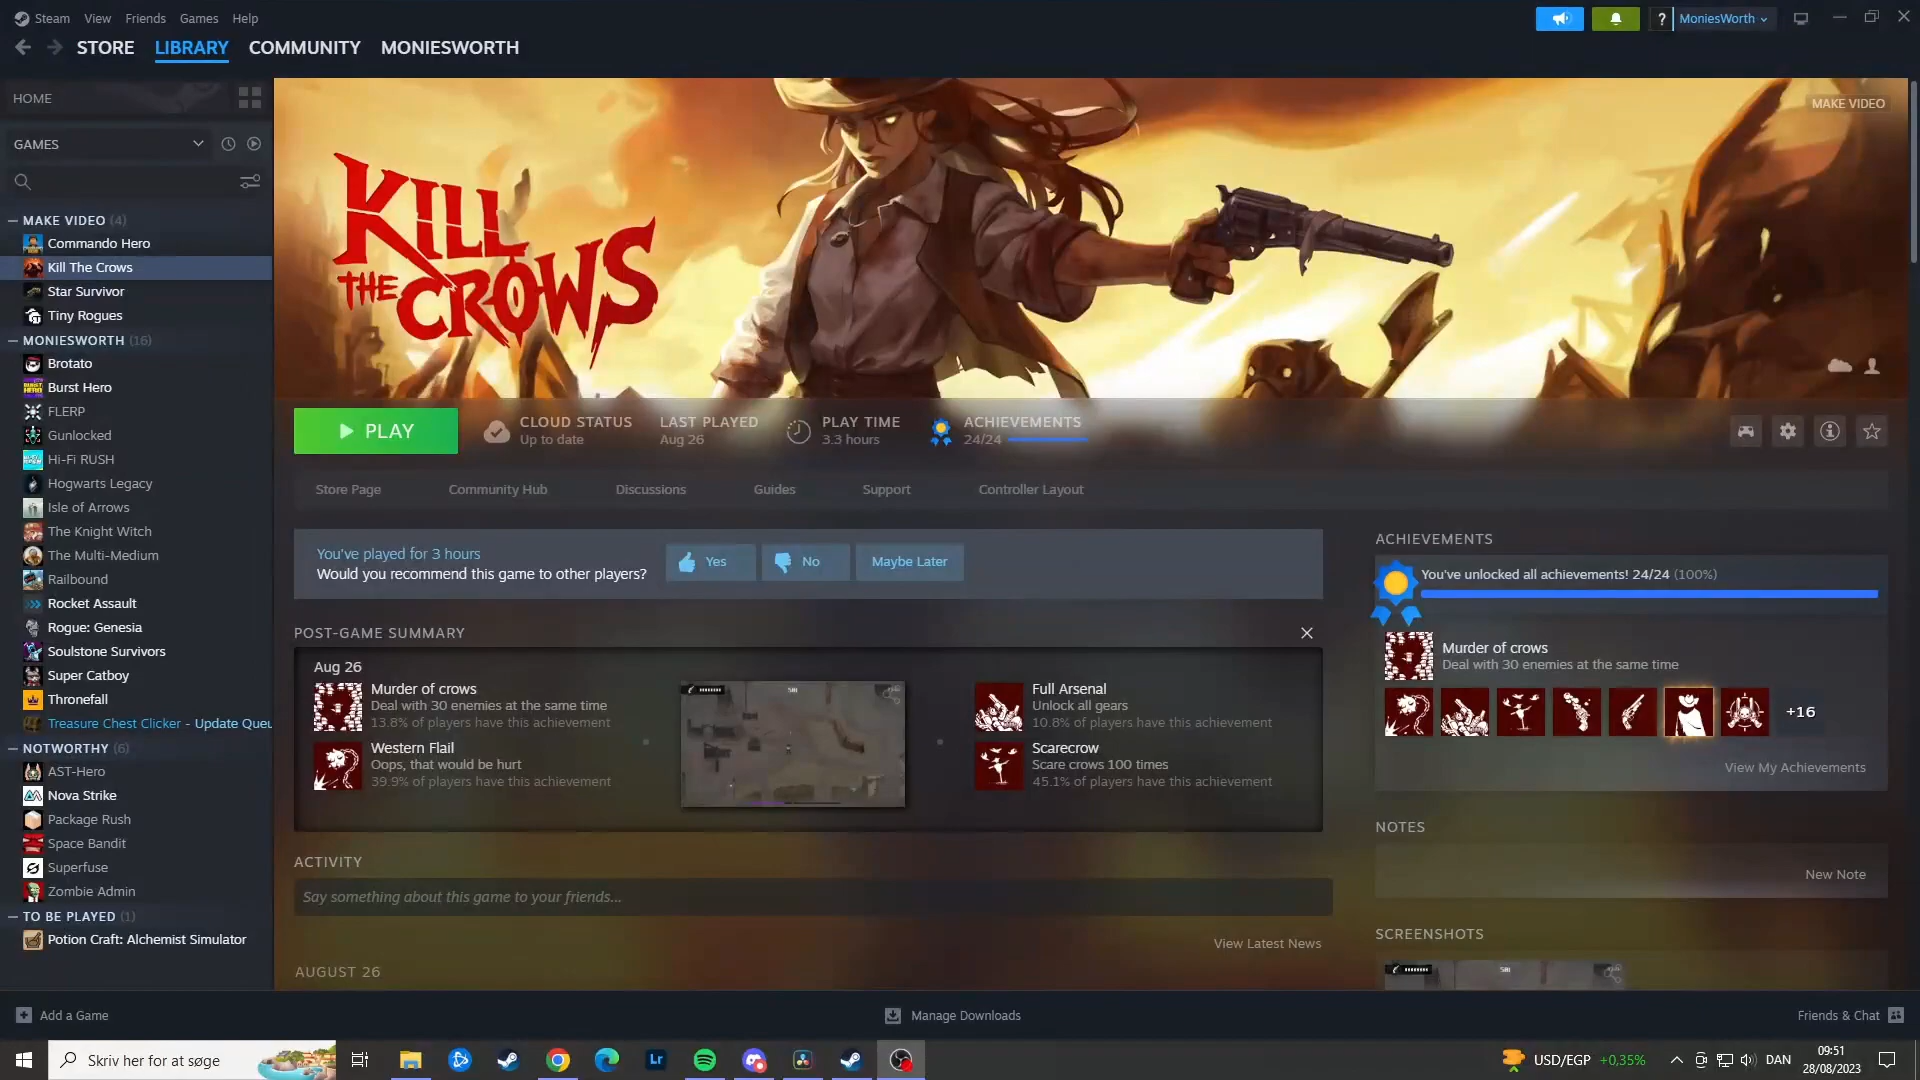 Steam View Friends Games Help
? MoniesWorth
STORE LIBRARY COMMUNITY MONIESWORTH
HOME
MAKE VIDEO
GAMES
KILL THE CROWS
MAKE VIDEO (4)
Commando Hero
Kill The Crows
Star Survivor
Tiny Rogues
MONIESWORTH (16)
Brotato
Burst Hero
FLERP
Gunlocked
Hi-Fi RUSH
Hogwarts Legacy
Isle of Arrows
The Knight Witch
The Multi-Medium
Railbound
Rocket Assault
Rogue: Genesia
Soulstone Survivors
Super Catboy
Thronefall
Treasure Chest Clicker - Update Queu
NOTWORTHY (6)
AST-Hero
Nova Strike
Package Rush
Space Bandit
Superfuse
Zombie Admin
TO BE PLAYED (1)
Potion Craft: Alchemist Simulator
PLAY
CLOUD STATUS
Up to date
LAST PLAYED
Aug 26
PLAY TIME
3.3 hours
ACHIEVEMENTS
24/24
Store Page Community Hub Discussions Guides Support Controller Layout
You've played for 3 hours
Would you recommend this game to other players?
Yes No Maybe Later
POST-GAME SUMMARY
Aug 26
Murder of crows
Deal with 30 enemies at the same time
13.8% of players have this achievement
Western Flail
Oops, that would be hurt
39.9% of players have this achievement
Full Arsenal
Unlock all gears
10.8% of players have this achievement
Scarecrow
Scare crows 100 times
45.1% of players have this achievement
ACTIVITY
Say something about this game to your friends...
View Latest News
AUGUST 26
ACHIEVEMENTS
You've unlocked all achievements! 24/24 (100%)
Murder of crows
Deal with 30 enemies at the same time
+16
View My Achievements
NOTES
New Note
SCREENSHOTS
Add a Game
Manage Downloads
Friends & Chat
Skriv her for at søge
Lr
USD/EGP +0,35%
DAN
09:51
28/08/2023